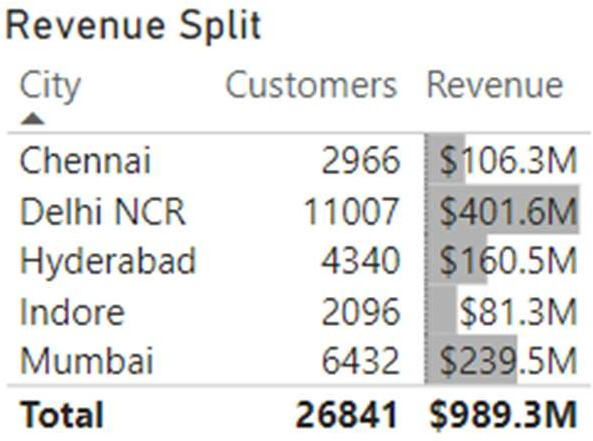 Revenue Split
City Customers Revenue
Chennai 2966 $106.3M
Delhi NCR 11007 $401.6M
Hyderabad 4340 $160.5M
Indore 2096 $81.3M
Mumbai 6432 $239.5M
Total 26841 $989.3M